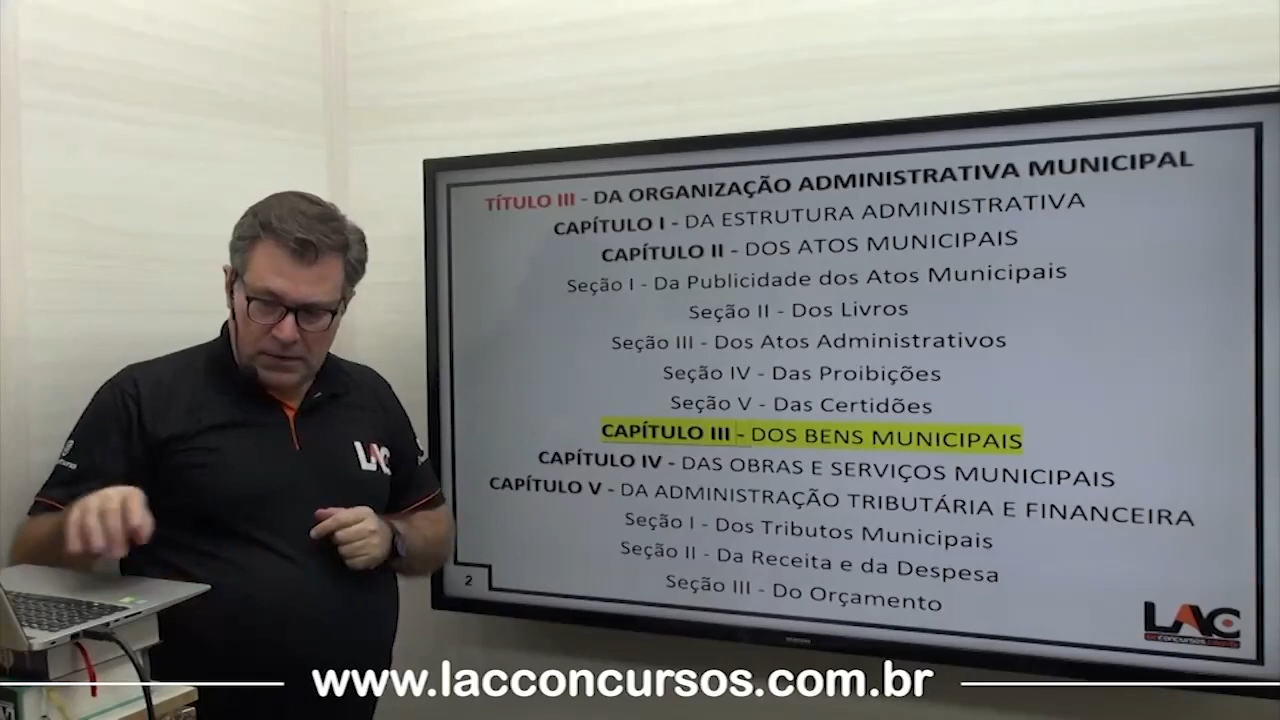 TÍTULO III - DA ORGANIZAÇÃO ADMINISTRATIVA MUNICIPAL
CAPÍTULO I - DA ESTRUTURA ADMINISTRATIVA
CAPÍTULO II - DOS ATOS MUNICIPAIS
Seção I - Da Publicidade dos Atos Municipais
Seção II - Dos Livros
Seção III - Dos Atos Administrativos
Seção IV - Das Proibições
Seção V - Das Certidões
CAPÍTULO III - DOS BENS MUNICIPAIS
CAPÍTULO IV - DAS OBRAS E SERVIÇOS MUNICIPAIS
CAPÍTULO V - DA ADMINISTRAÇÃO TRIBUTÁRIA E FINANCEIRA
Seção I - Dos Tributos Municipais
Seção II - Da Receita e da Despesa
Seção III - Do Orçamento
2
LAC
LAC
www.lacconcursos.com.br